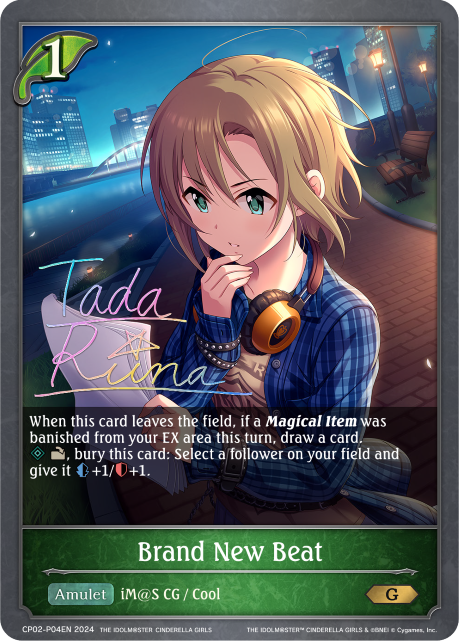 1
Tada
Riina
When this card leaves the field, if a Magical Item was
banished from your EX area this turn, draw a card.
, bury this card: Select a follower on your field and
give it +1/+1.
Brand New Beat
Amulet iM@S CG / Cool G
CP02-P04EN 2024 THE IDOLM@STER CINDERELLA GIRLS THE IDOLM@STER™ CINDERELLA GIRLS & ©BNEI © Cygames, Inc.